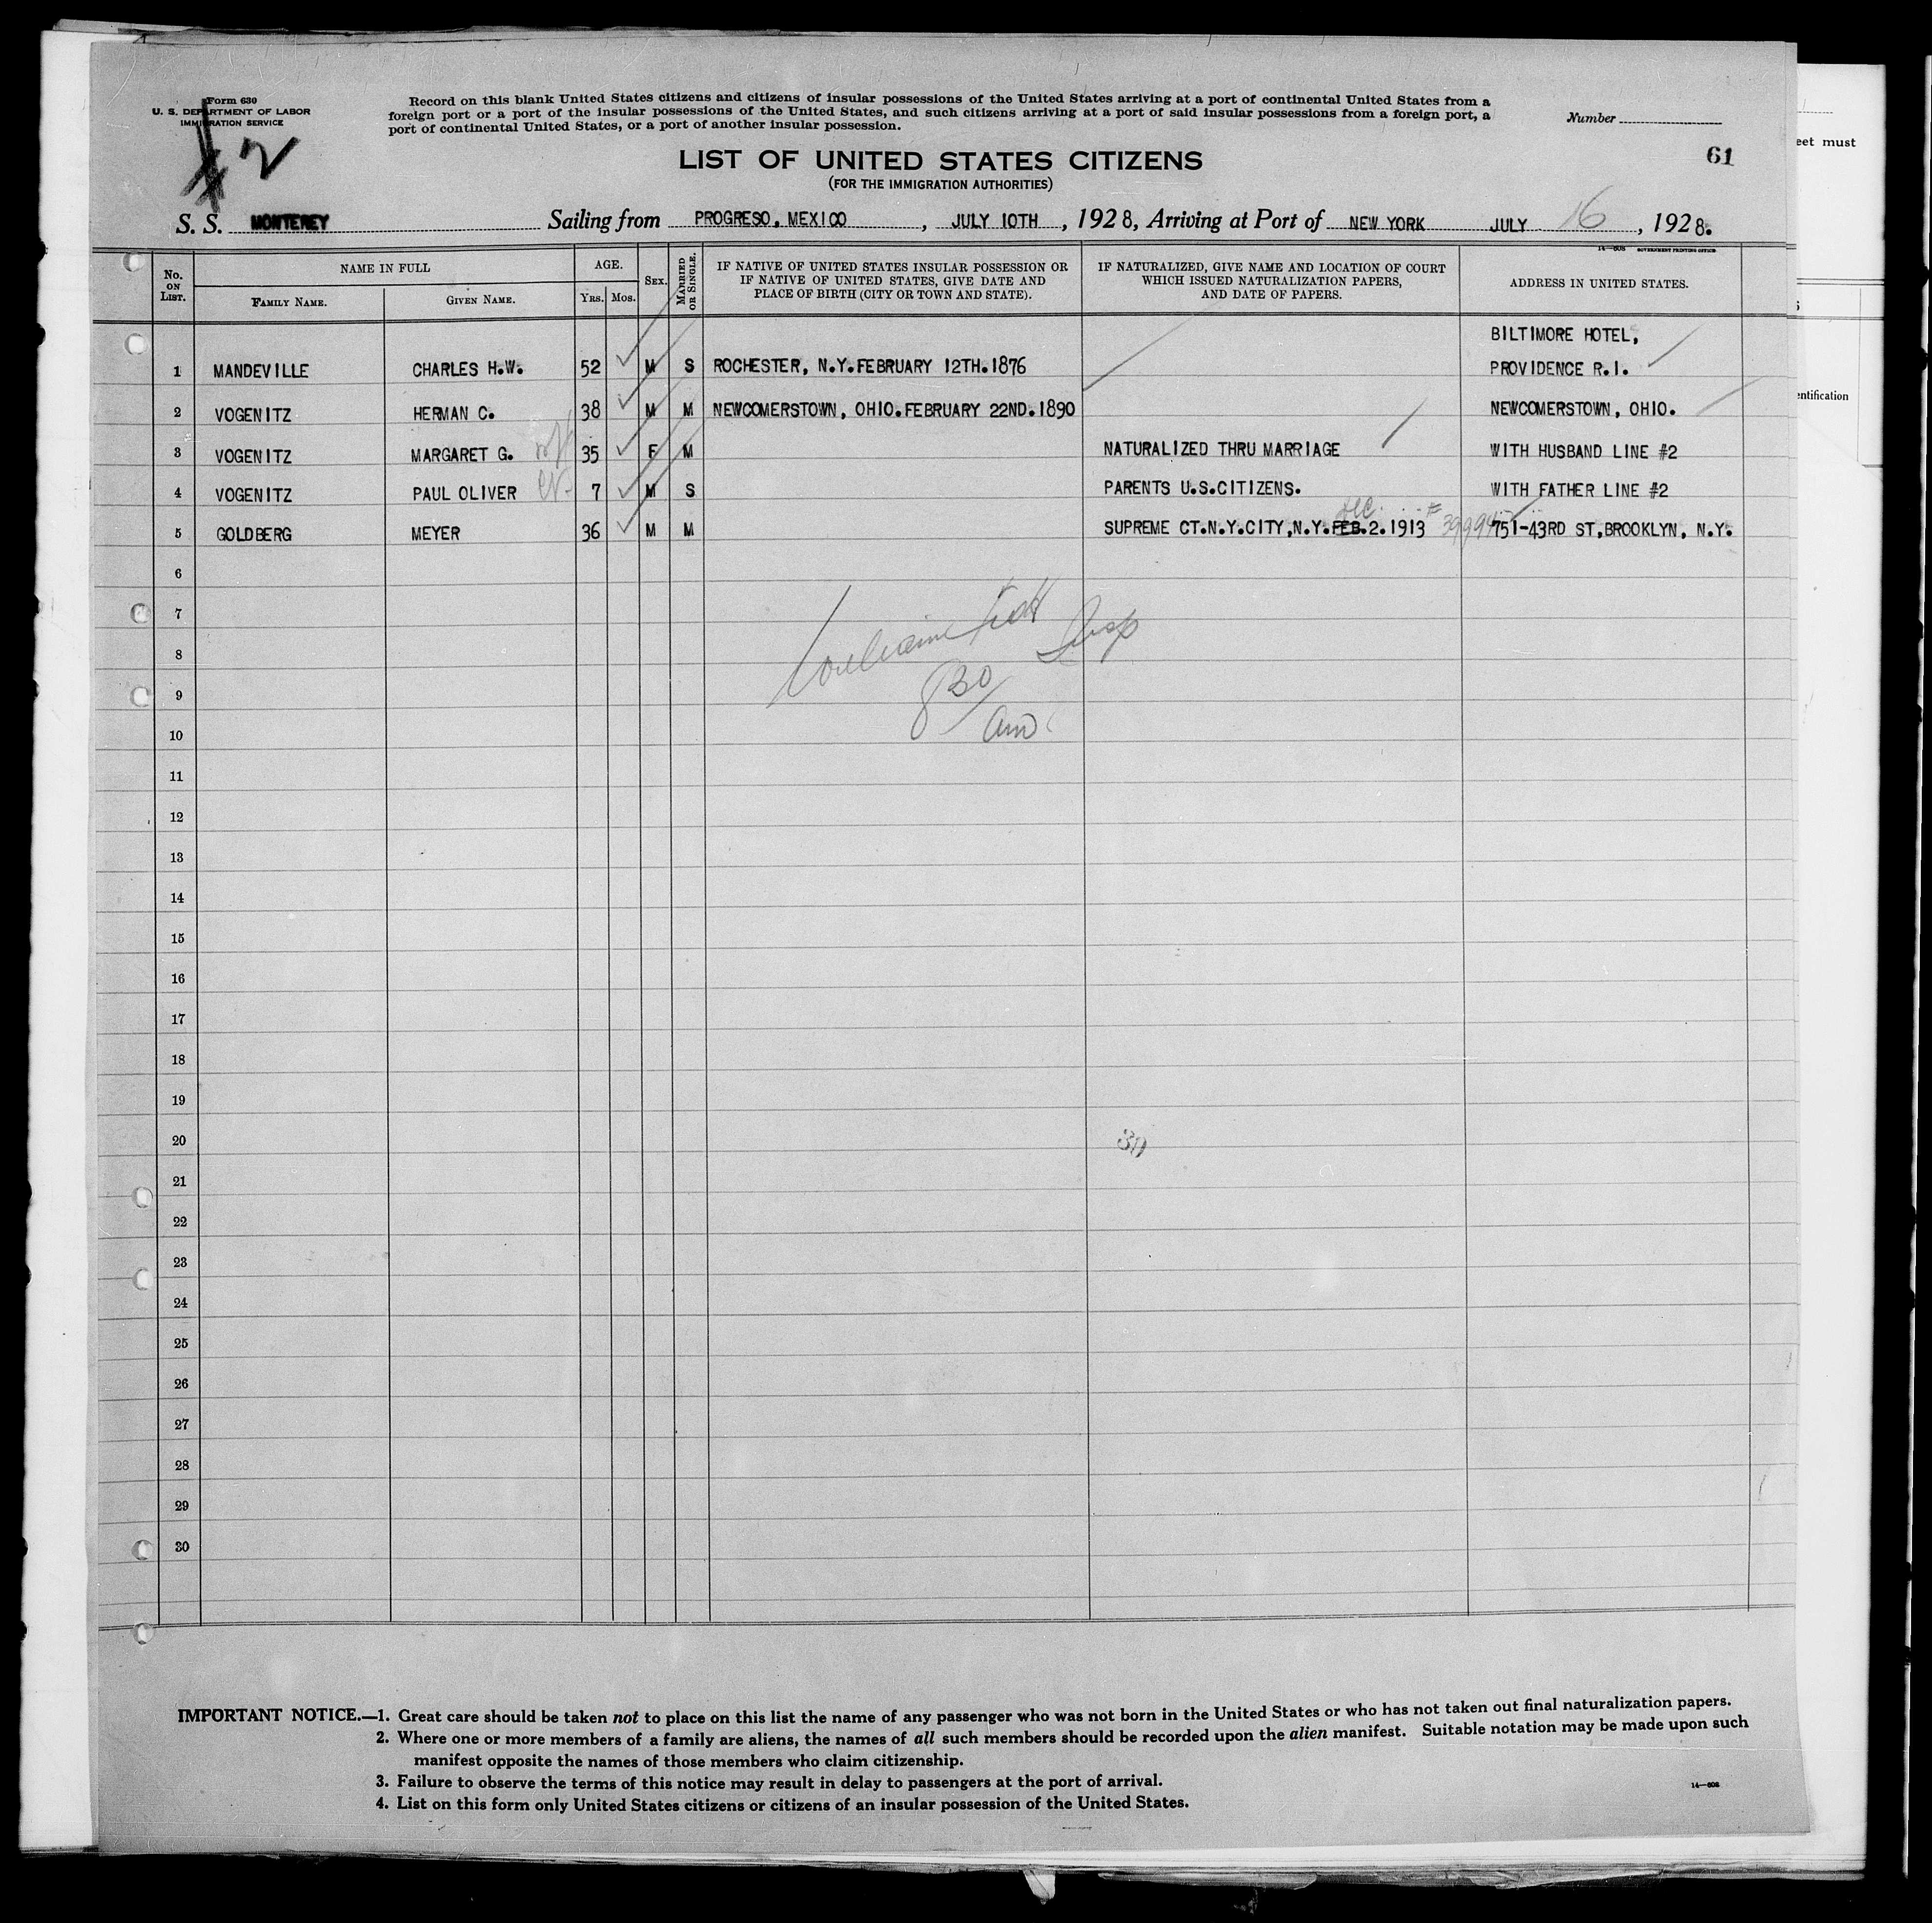 Form 630
U. S. DEPARTMENT OF LABOR
IMMIGRATION SERVICE
#2
Record on this blank United States citizens and citizens of insular possessions of the United States arriving at a port of continental United States from a
foreign port or a port of the insular possessions of the United States, and such citizens arriving at a port of said insular possessions from a foreign port, a
port of continental United States, or a port of another insular possession.
Number
eet must
61
LIST OF UNITED STATES CITIZENS
(FOR THE IMMIGRATION AUTHORITIES)
S. S. MONTEREY Sailing from PROGRESO, MEXICO, JULY 10TH, 1928, Arriving at Port of NEW YORK JULY 16, 1928.
14—608 GOVERNMENT PRINTING OFFICE
No. ON LIST. NAME IN FULL AGE. SEX. MARRIED OR SINGLE. IF NATIVE OF UNITED STATES INSULAR POSSESSION OR IF NATIVE OF UNITED STATES, GIVE DATE AND PLACE OF BIRTH (CITY OR TOWN AND STATE). IF NATURALIZED, GIVE NAME AND LOCATION OF COURT WHICH ISSUED NATURALIZATION PAPERS, AND DATE OF PAPERS. ADDRESS IN UNITED STATES.
FAMILY NAME. GIVEN NAME. YRS. MOS.
BILTIMORE HOTEL,
1 MANDEVILLE CHARLES H.W. 52 M S ROCHESTER, N.Y. FEBRUARY 12TH. 1876 PROVIDENCE R.I.
2 VOGENITZ HERMAN C. 38 M M NEWCOMERSTOWN, OHIO. FEBRUARY 22ND. 1890 NEWCOMERSTOWN, OHIO.
entification
3 VOGENITZ MARGARET G. 35 F M NATURALIZED THRU MARRIAGE WITH HUSBAND LINE #2
4 VOGENITZ PAUL OLIVER 7 M S PARENTS U.S.CITIZENS. WITH FATHER LINE #2
Dec.
5 GOLDBERG MEYER 36 M M SUPREME CT.N.Y.CITY,N.Y.FEB.2.1913 751-43RD ST,BROOKLYN, N.Y.
6
7
8
Insp
9
10
11
12
13
14
15
16
17
18
19
20
21
22
23
24
25
26
27
28
29
30
IMPORTANT NOTICE.—1. Great care should be taken not to place on this list the name of any passenger who was not born in the United States or who has not taken out final naturalization papers.
2. Where one or more members of a family are aliens, the names of all such members should be recorded upon the alien manifest. Suitable notation may be made upon such
manifest opposite the names of those members who claim citizenship.
3. Failure to observe the terms of this notice may result in delay to passengers at the port of arrival.
14—608
4. List on this form only United States citizens or citizens of an insular possession of the United States.